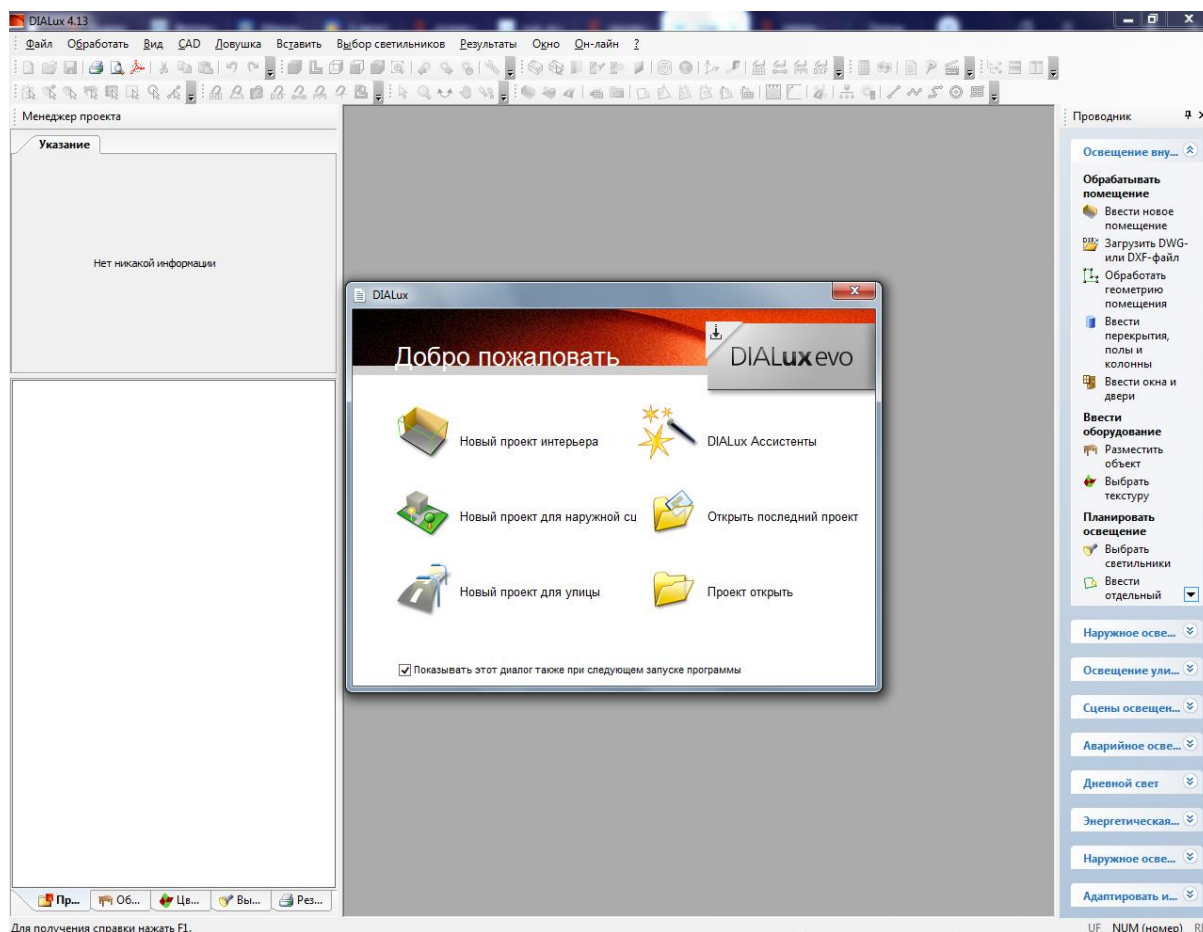 DIALux 4.13
Файл Обработать Вид CAD Ловушка Вставить Выбор светильников Результаты Окно Он-лайн ?
Менеджер проекта
Указание
Нет никакой информации
DIALux
Добро пожаловать
DIALux evo
Новый проект интерьера
DIALux Ассистенты
Новый проект для наружной сц
Открыть последний проект
Новый проект для улицы
Проект открыть
Показывать этот диалог также при следующем запуске программы
Проводник
Освещение вну...
Обрабатывать
помещение
Ввести новое
помещение
Загрузить DWG-
или DXF-файл
Обработать
геометрию
помещения
Ввести
перекрытия,
полы и
колонны
Ввести окна и
двери
Ввести
оборудование
Разместить
объект
Выбрать
текстуру
Планировать
освещение
Выбрать
светильники
Ввести
отдельный
Наружное осве...
Освещение ули...
Сцены освещен...
Аварийное осве...
Дневной свет
Энергетическая...
Наружное осве...
Адаптировать и...
Пр... Об... Цв... Вы... Рез...
Для получения справки нажать F1.
UF NUM (номер)